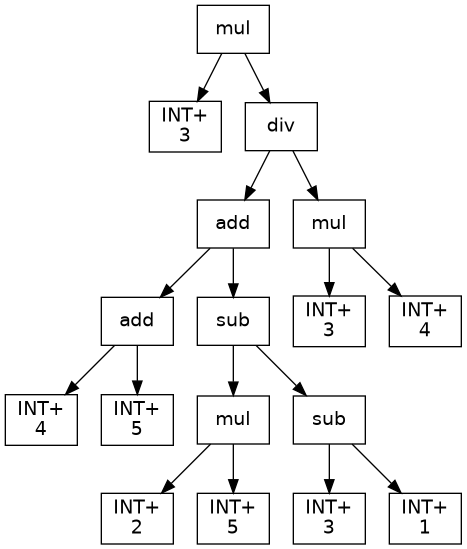 mul
INT+
3
div
add
mul
add
sub
INT+
3
INT+
4
INT+
4
INT+
5
mul
sub
INT+
2
INT+
5
INT+
3
INT+
1